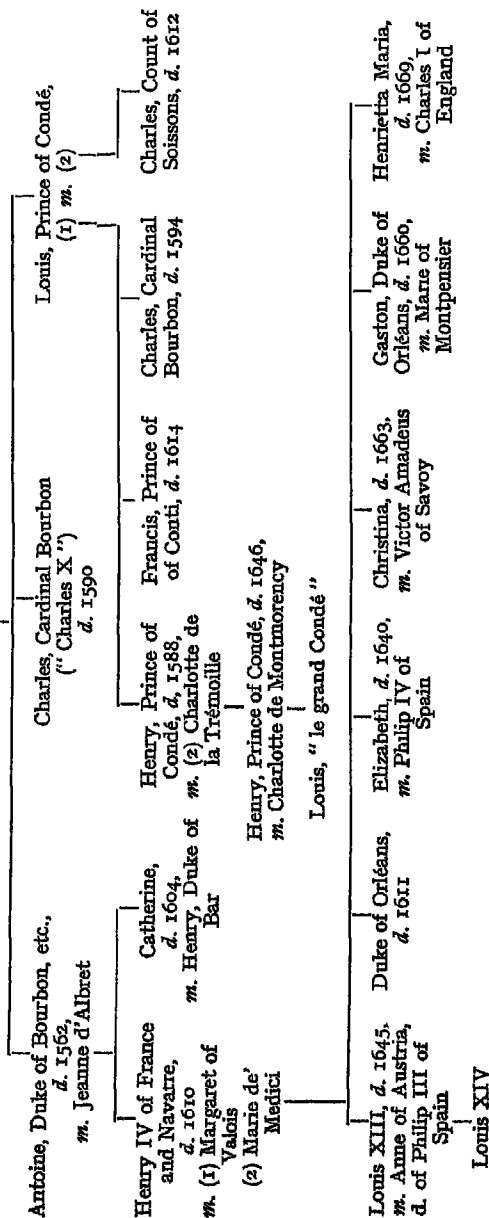 Antoine, Duke of Bourbon, etc.,
d. 1562,
m. Jeanne d'Albret
Charles, Cardinal Bourbon
(" Charles X ")
d. 1590
Louis, Prince of Condé,
(1) m. (2)
Henry IV of France
and Navarre,
d. 1610
m. (1) Margaret of
Valois
(2) Marie de'
Medici
Catherine,
d. 1604,
m. Henry, Duke of
Bar
Henry, Prince of
Condé, d, 1588,
m. (2) Charlotte de
la Trémoille
Francis, Prince of
of Conti, d. 1614
Charles, Cardinal
Bourbon, d. 1594
Charles, Count of
Soissons, d. 1612
Henry, Prince of Condé, d. 1646,
m. Charlotte de Montmorency
Louis, " le grand Condé "
Louis XIII, d. 1645,
m. Anne of Austria,
d. of Philip III of
Spain
Duke of Orléans,
d. 1611
Elizabeth, d. 1640,
m. Philip IV of
Spain
Christina, d. 1663,
m. Victor Amadeus
of Savoy
Gaston, Duke of
Orléans, d. 1660,
m. Marie of
Montpensier
Henrietta Maria,
d. 1669,
m. Charles I of
England
Louis XIV